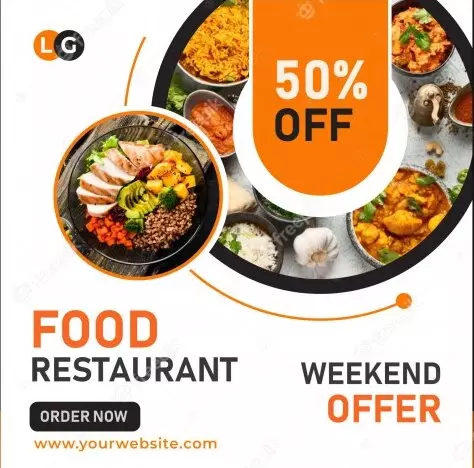 LG
50%
OFF
FOOD
RESTAURANT
WEEKEND
OFFER
ORDER NOW
www.yourwebsite.com